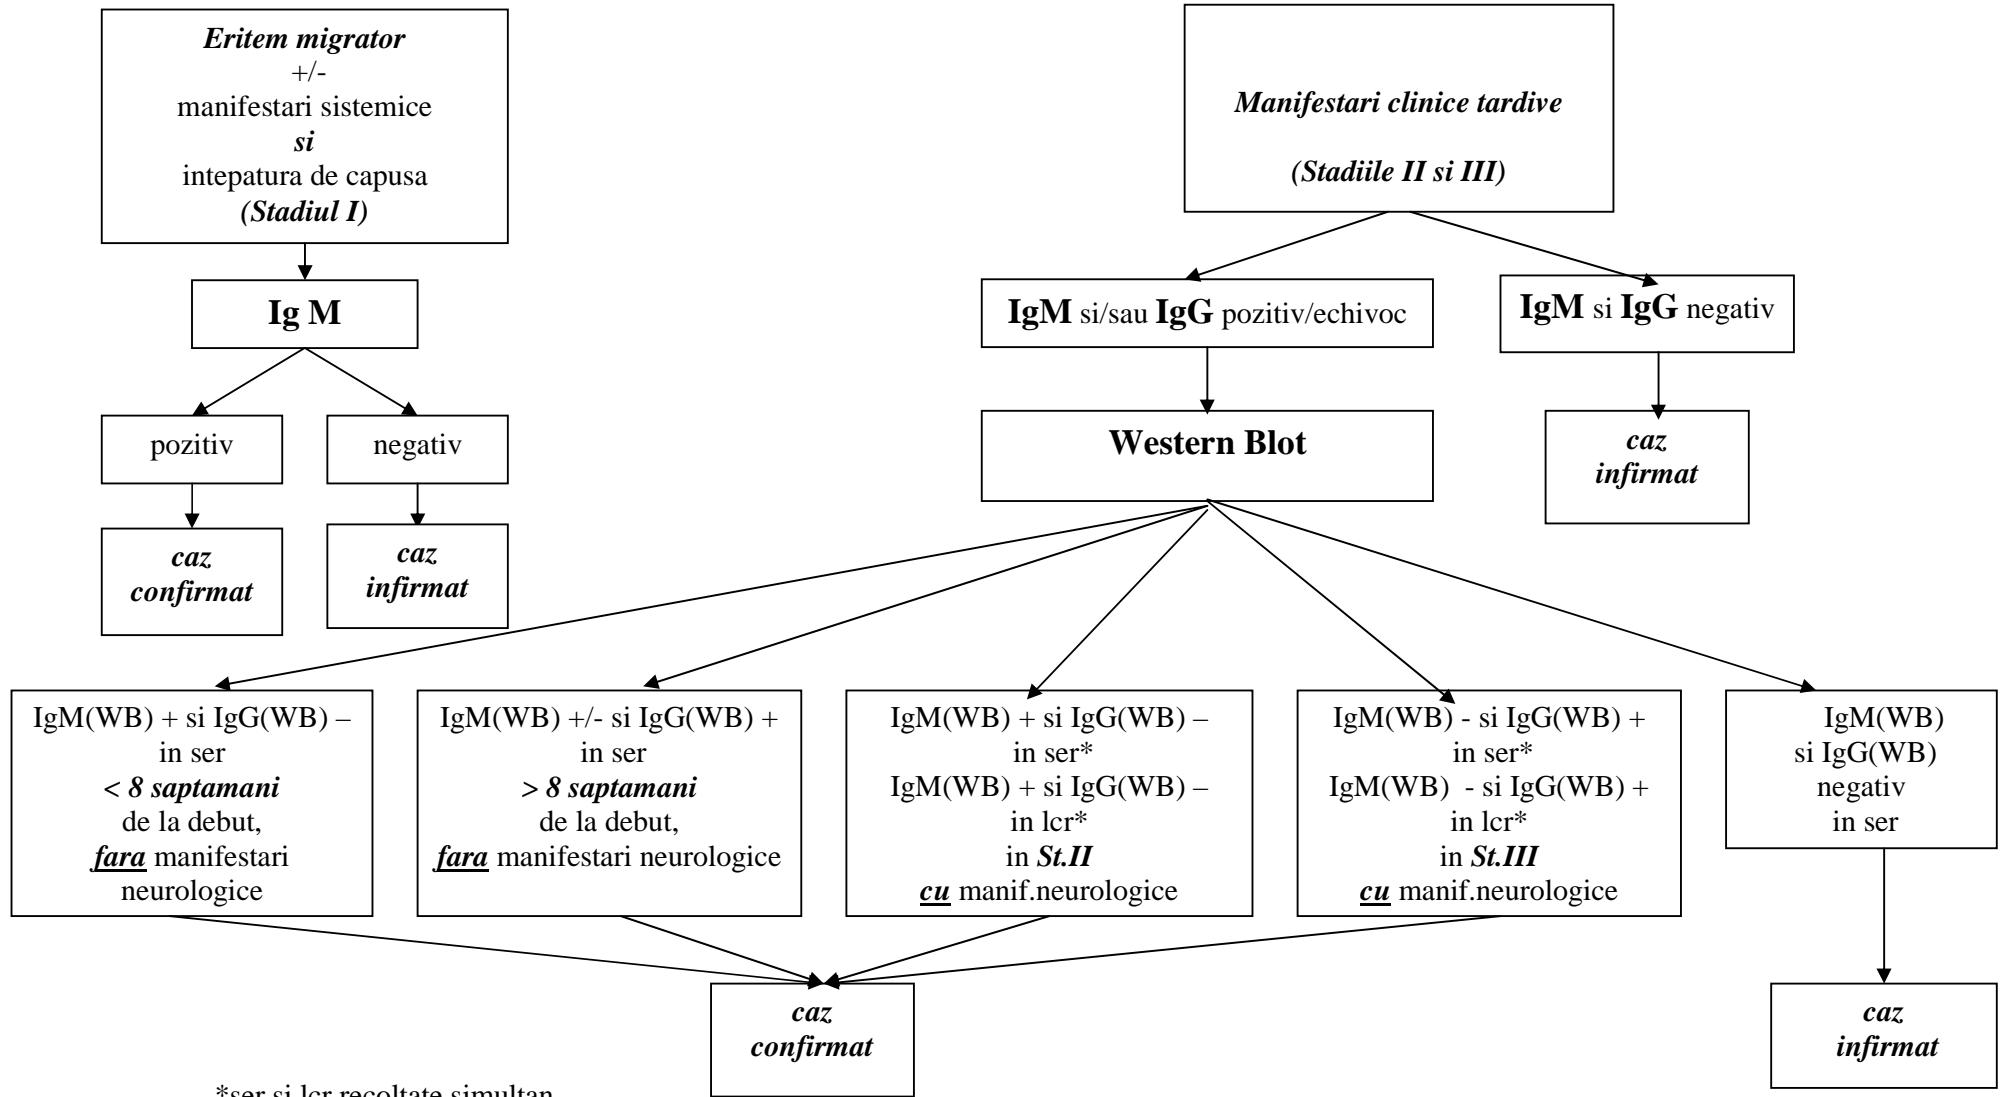 Eritem migrator
+/-
manifestari sistemice
si
intepatura de capusa
(Stadiul I)
Manifestari clinice tardive
(Stadiile II si III)
Ig M
IgM si/sau IgG pozitiv/echivoc
IgM si IgG negativ
pozitiv
negativ
Western Blot
caz
infirmat
caz
confirmat
caz
infirmat
IgM(WB) + si IgG(WB) –
in ser
< 8 saptamani
de la debut,
fara manifestari
neurologice
IgM(WB) +/- si IgG(WB) +
in ser
> 8 saptamani
de la debut,
fara manifestari neurologice
IgM(WB) + si IgG(WB) –
in ser*
IgM(WB) + si IgG(WB) –
in lcr*
in St.II
cu manif.neurologice
IgM(WB) - si IgG(WB) +
in ser*
IgM(WB) - si IgG(WB) +
in lcr*
in St.III
cu manif.neurologice
IgM(WB)
si IgG(WB)
negativ
in ser
caz
confirmat
caz
infirmat
*ser si lcr recoltate simultan